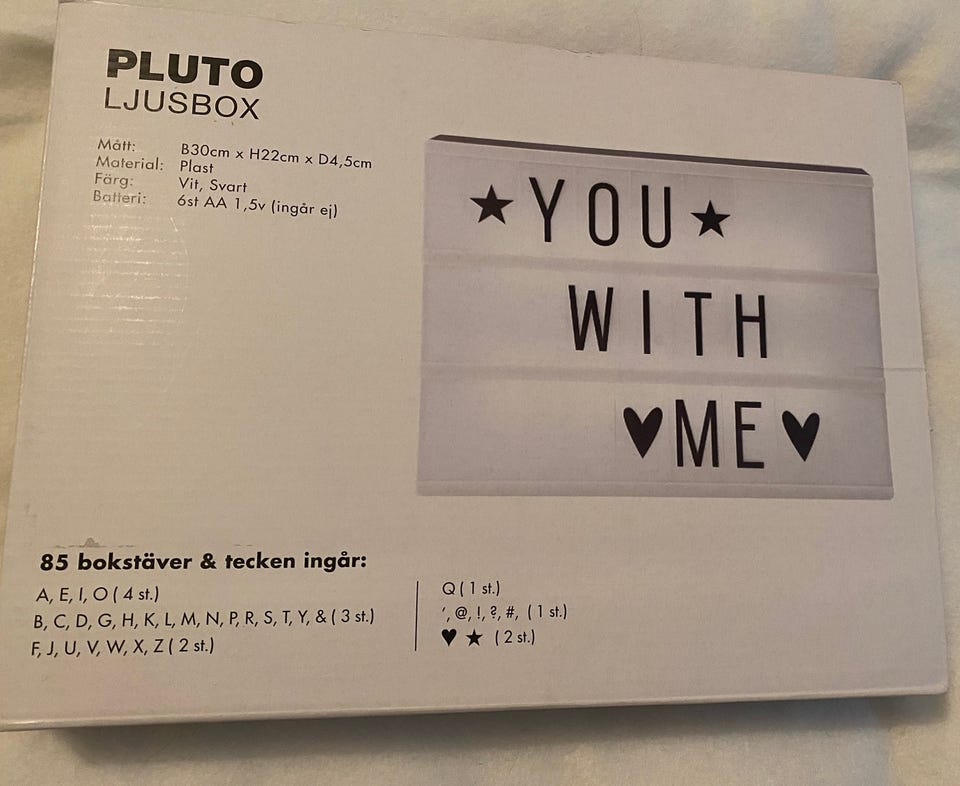 PLUTO
LJUSBOX
Mått: B30cm x H22cm x D4,5cm
Material: Plast
Färg: Vit, Svart
Batteri: 6st AA 1,5v (ingår ej)
★YOU★
WITH
♥ME♥
85 bokstäver & tecken ingår:
A, E, I, O ( 4 st.)
B, C, D, G, H, K, L, M, N, P, R, S, T, Y, & ( 3 st.)
F, J, U, V, W, X, Z ( 2 st.)
Q ( 1 st.)
', @, !, ?, #, ( 1 st.)
♥ ★ ( 2 st.)